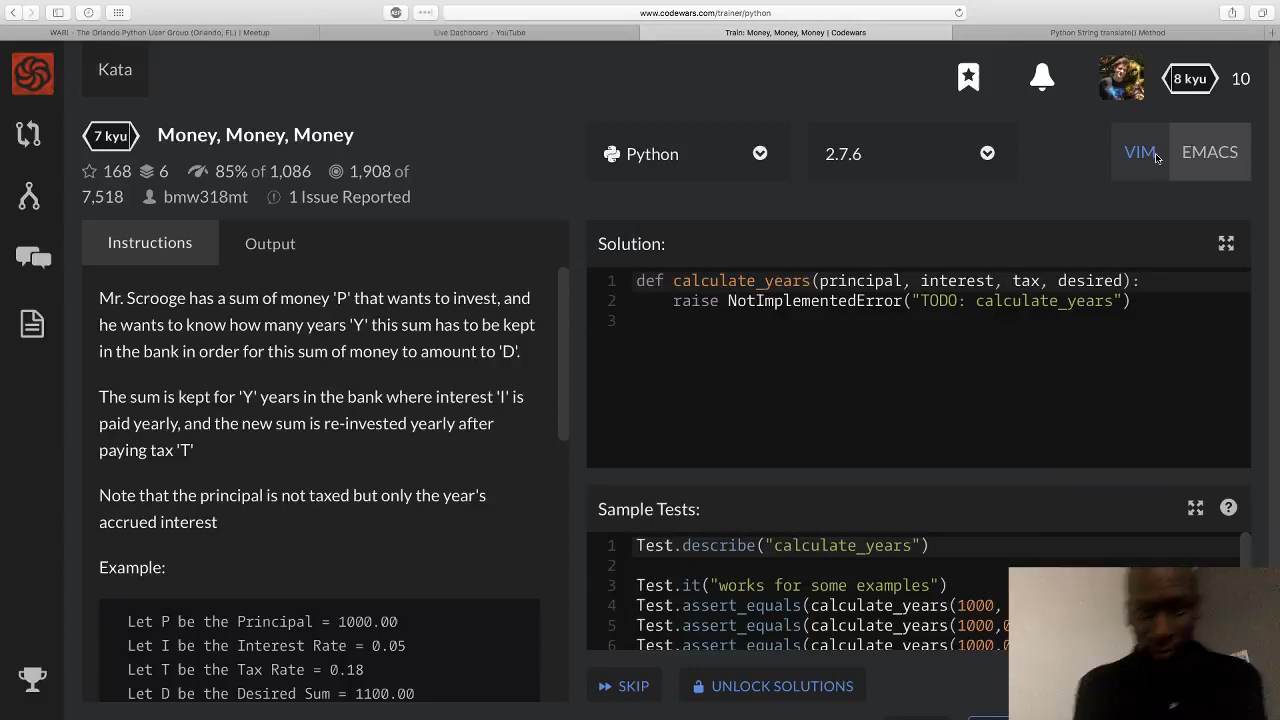 www.codewars.com/trainer/python
WARI - The Orlando Python User Group (Orlando, FL) | Meetup
Live Dashboard - YouTube
Train: Money, Money, Money | Codewars
Python String translate() Method
Kata
8 kyu
10
7 kyu
Money, Money, Money
Python
2.7.6
VIM
EMACS
168
6
85% of 1,086
1,908 of
7,518
bmw318mt
1 Issue Reported
Instructions
Output
Solution:
1 def calculate_years(principal, interest, tax, desired):
2 raise NotImplementedError("TODO: calculate_years")
3
Mr. Scrooge has a sum of money 'P' that wants to invest, and
he wants to know how many years 'Y' this sum has to be kept
in the bank in order for this sum of money to amount to 'D'.
The sum is kept for 'Y' years in the bank where interest 'I' is
paid yearly, and the new sum is re-invested yearly after
paying tax 'T'
Note that the principal is not taxed but only the year's
accrued interest
Example:
Let P be the Principal = 1000.00
Let I be the Interest Rate = 0.05
Let T be the Tax Rate = 0.18
Let D be the Desired Sum = 1100.00
Sample Tests:
?
1 Test.describe("calculate_years")
2
3 Test.it("works for some examples")
4 Test.assert_equals(calculate_years(1000,
5 Test.assert_equals(calculate_years(1000,0
6 Test.assert_equals(calculate_years(1000,0
SKIP
UNLOCK SOLUTIONS